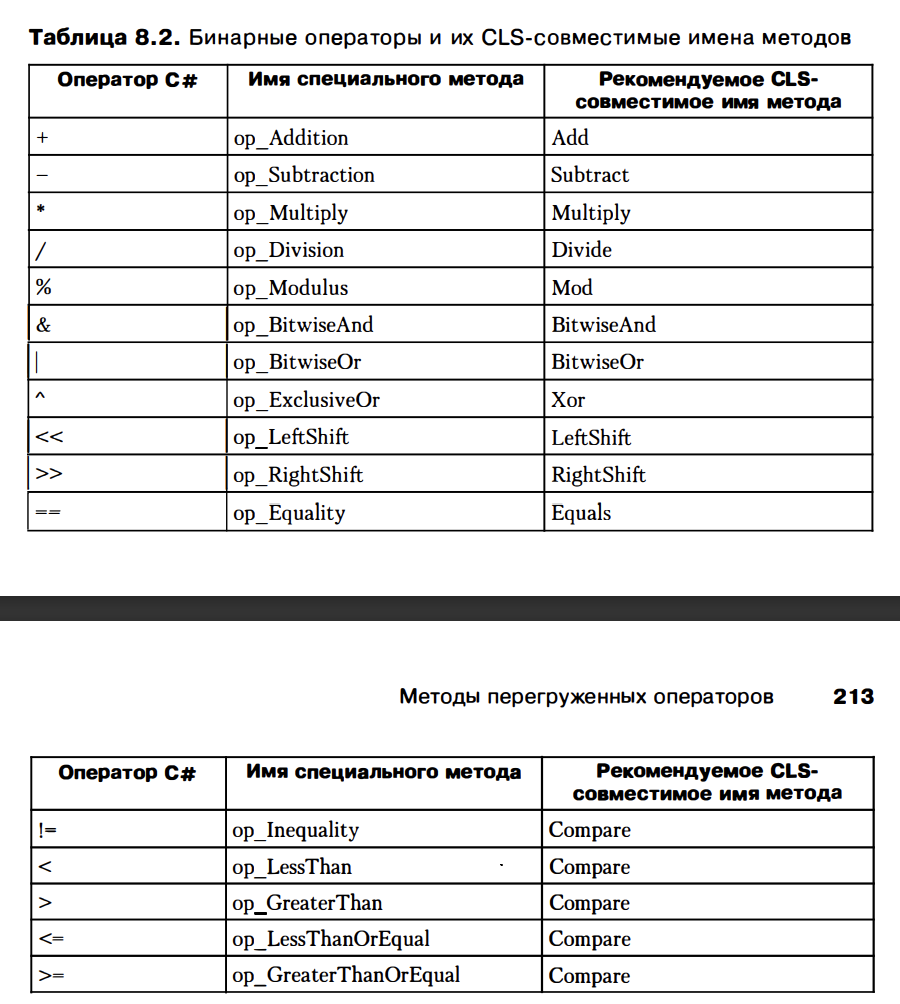 Таблица 8.2. Бинарные операторы и их CLS-совместимые имена методов
Оператор C# Имя специального метода Рекомендуемое CLS-
совместимое имя метода
+ op_Addition Add
– op_Subtraction Subtract
* op_Multiply Multiply
/ op_Division Divide
% op_Modulus Mod
& op_BitwiseAnd BitwiseAnd
| op_BitwiseOr BitwiseOr
^ op_ExclusiveOr Xor
<< op_LeftShift LeftShift
>> op_RightShift RightShift
== op_Equality Equals
Методы перегруженных операторов 213
Оператор C# Имя специального метода Рекомендуемое CLS-
совместимое имя метода
!= op_Inequality Compare
< op_LessThan Compare
> op_GreaterThan Compare
<= op_LessThanOrEqual Compare
>= op_GreaterThanOrEqual Compare